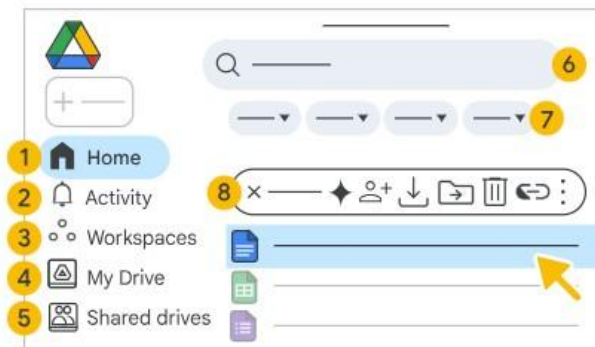 6
7
1 Home
2 Activity
8
3 Workspaces
4 My Drive
5 Shared drives